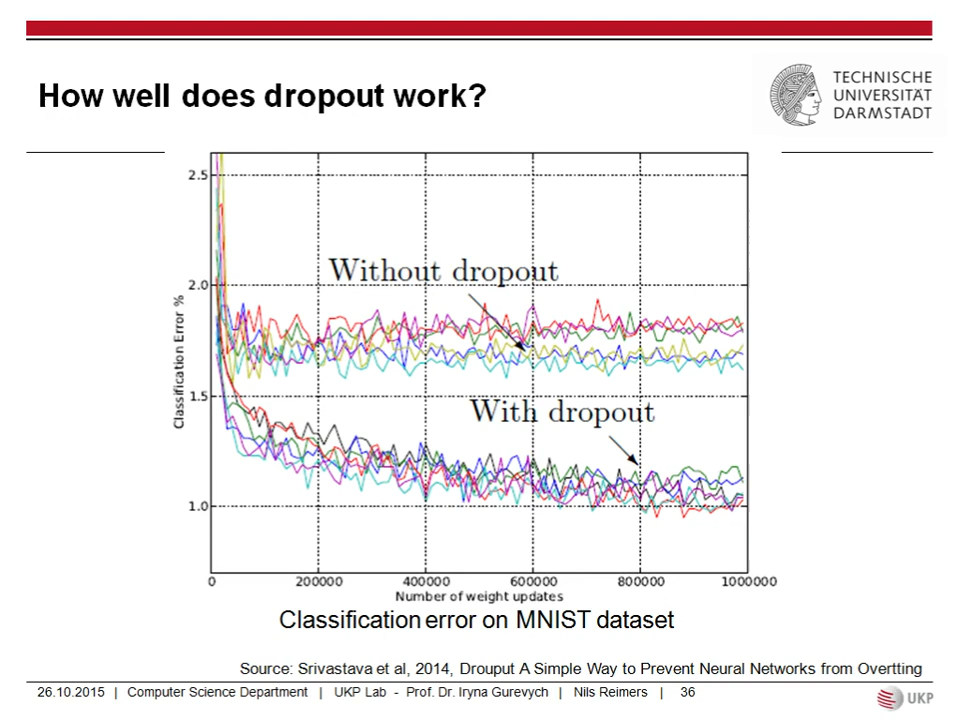 How well does dropout work?
TECHNISCHE
UNIVERSITÄT
DARMSTADT
2.5
2.0
1.5
1.0
Classification Error %
Without dropout
With dropout
0 200000 400000 600000 800000 1000000
Number of weight updates
Classification error on MNIST dataset
Source: Srivastava et al, 2014, Drouput A Simple Way to Prevent Neural Networks from Overtting
26.10.2015 | Computer Science Department | UKP Lab - Prof. Dr. Iryna Gurevych | Nils Reimers | 36
UKP